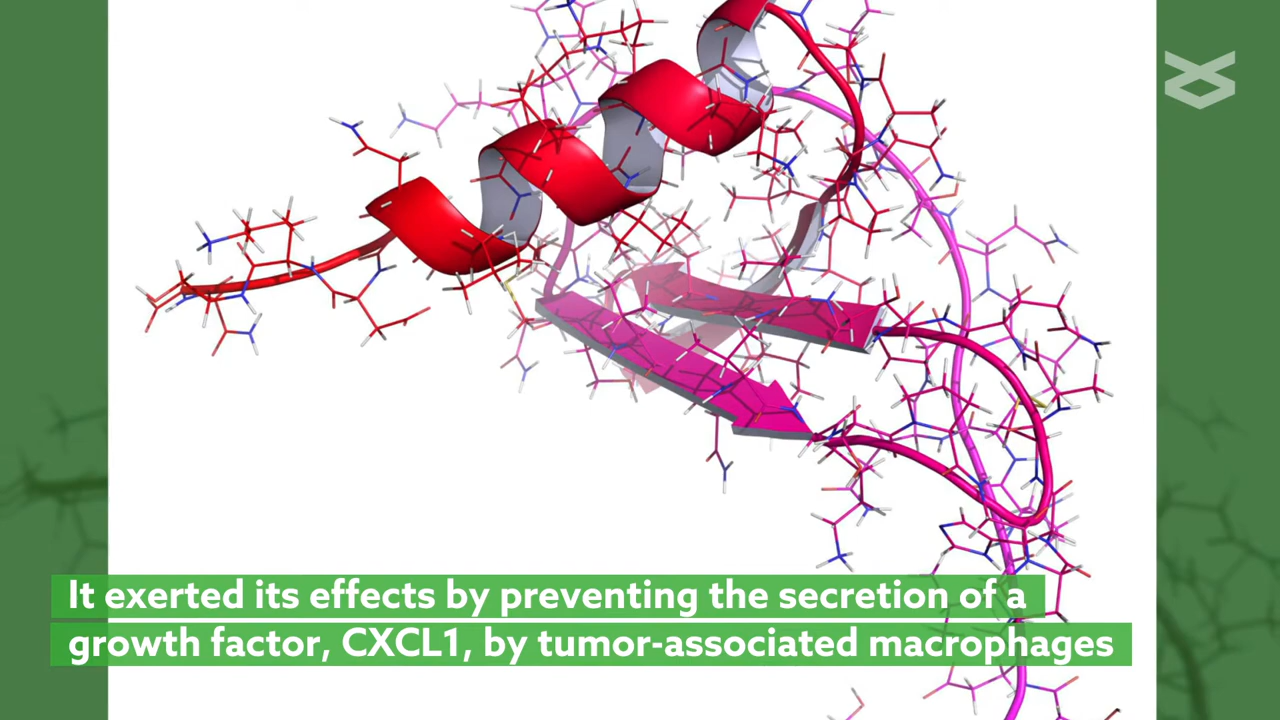 It exerted its effects by preventing the secretion of a
growth factor, CXCL1, by tumor-associated macrophages